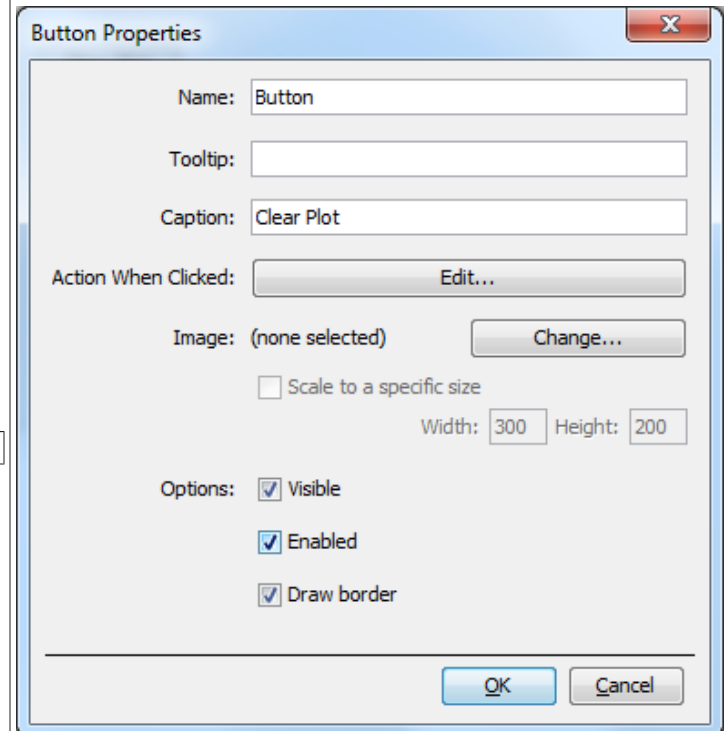 Button Properties
Name: Button
Tooltip:
Caption: Clear Plot
Action When Clicked: Edit...
Image: (none selected) Change...
Scale to a specific size
Width: 300 Height: 200
Options: Visible
Enabled
Draw border
OK Cancel